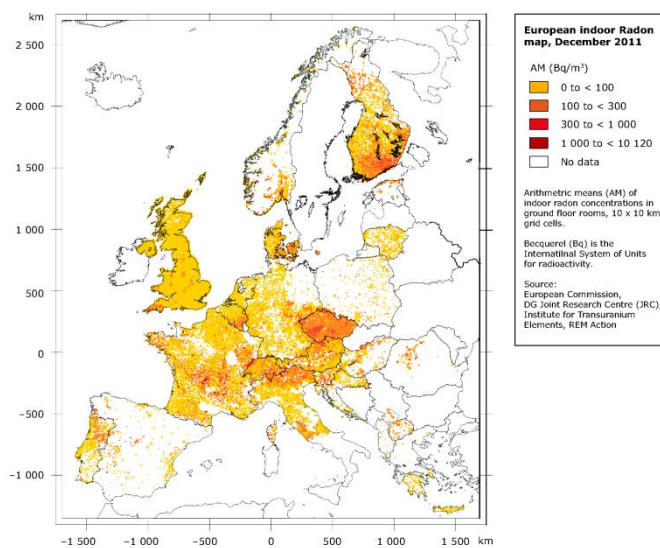 km
2 500
2 000
1 500
1 000
500
0
−500
−1 000
−1 500
−1 000
−500
0
500
1 000
1 500
km
European indoor Radon
map, December 2011
AM (Bq/m³)
0 to < 100
100 to < 300
300 to < 1 000
1 000 to < 10 120
No data
Arithmetric means (AM) of
indoor radon concentrations in
ground floor rooms, 10 x 10 km
grid cells.
Becquerel (Bq) is the
Internatiinal System of Units
for radioactivity.
Source:
European Commission,
DG Joint Research Centre (JRC),
Institute for Transuranium
Elements, REM Action